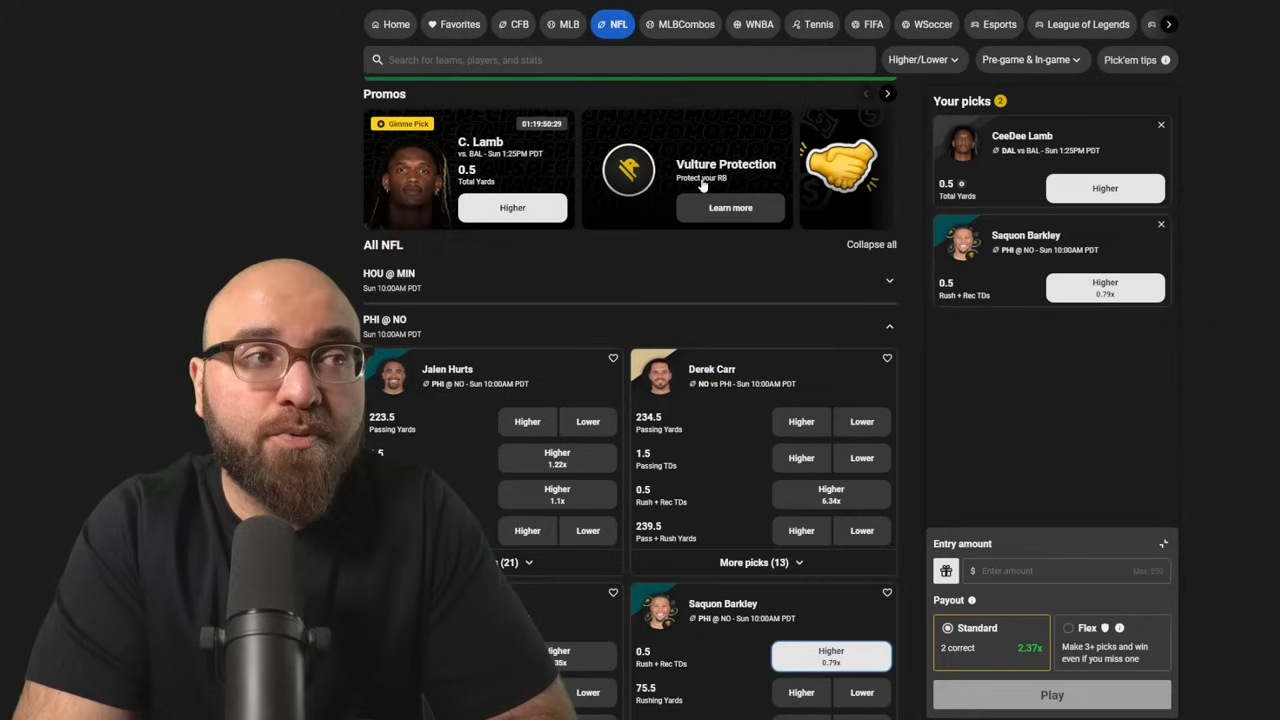 Home
Favorites
CFB
MLB
NFL
MLBCombos
WNBA
Tennis
FIFA
WSoccer
Esports
League of Legends
Search for teams, players, and stats
Higher/Lower
Pre-game & In-game
Pick'em tips
Promos
Gimme Pick
01:19:50:29
C. Lamb
vs. BAL - Sun 1:25PM PDT
0.5
Total Yards
Higher
Vulture Protection
Protect your RB
Learn more
All NFL
Collapse all
HOU @ MIN
Sun 10:00AM PDT
PHI @ NO
Sun 10:00AM PDT
Jalen Hurts
PHI @ NO - Sun 10:00AM PDT
223.5
Passing Yards
Higher
Lower
.5
Higher
1.22x
Higher
1.1x
Higher
Lower
(21)
Derek Carr
NO vs PHI - Sun 10:00AM PDT
234.5
Passing Yards
Higher
Lower
1.5
Passing TDs
Higher
Lower
0.5
Rush + Rec TDs
Higher
6.34x
239.5
Pass + Rush Yards
Higher
Lower
More picks (13)
Lower
Saquon Barkley
PHI @ NO - Sun 10:00AM PDT
0.5
Rush + Rec TDs
Higher
0.79x
75.5
Rushing Yards
Higher
Lower
Your picks 2
CeeDee Lamb
DAL vs BAL - Sun 1:25PM PDT
0.5
Total Yards
Higher
Saquon Barkley
PHI @ NO - Sun 10:00AM PDT
0.5
Rush + Rec TDs
Higher
0.79x
Entry amount
$ Enter amount
Max: 200
Payout
Standard
2 correct
2.37x
Flex
Make 3+ picks and win
even if you miss one
Play